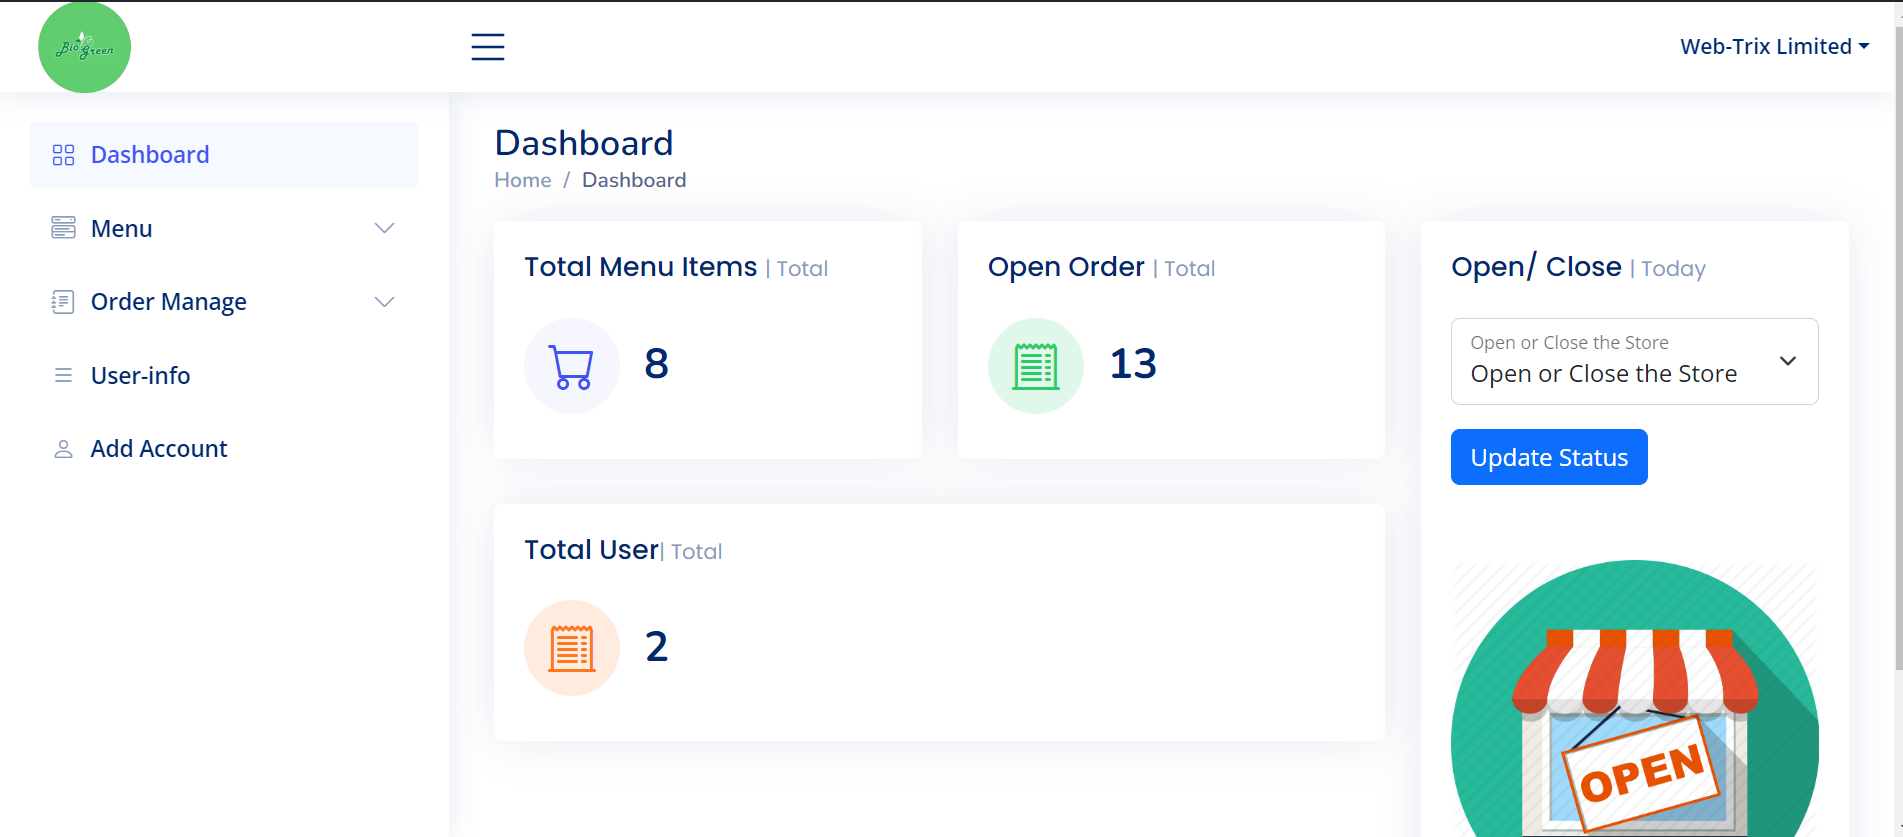 Bio Green
Web-Trix Limited
Dashboard
Menu
Order Manage
User-info
Add Account
Dashboard
Home / Dashboard
Total Menu Items | Total
8
Open Order | Total
13
Total User| Total
2
Open/ Close | Today
Open or Close the Store
Open or Close the Store
Update Status
OPEN